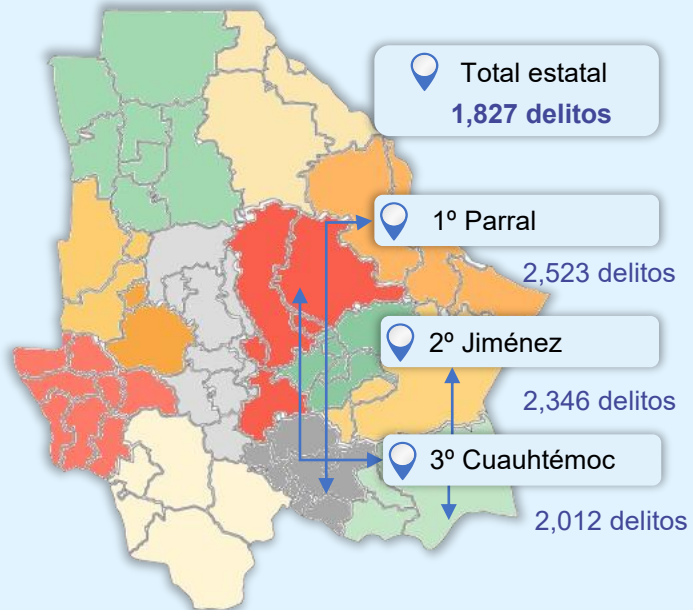 Total estatal
1,827 delitos
1º Parral
2,523 delitos
2º Jiménez
2,346 delitos
3º Cuauhtémoc
2,012 delitos